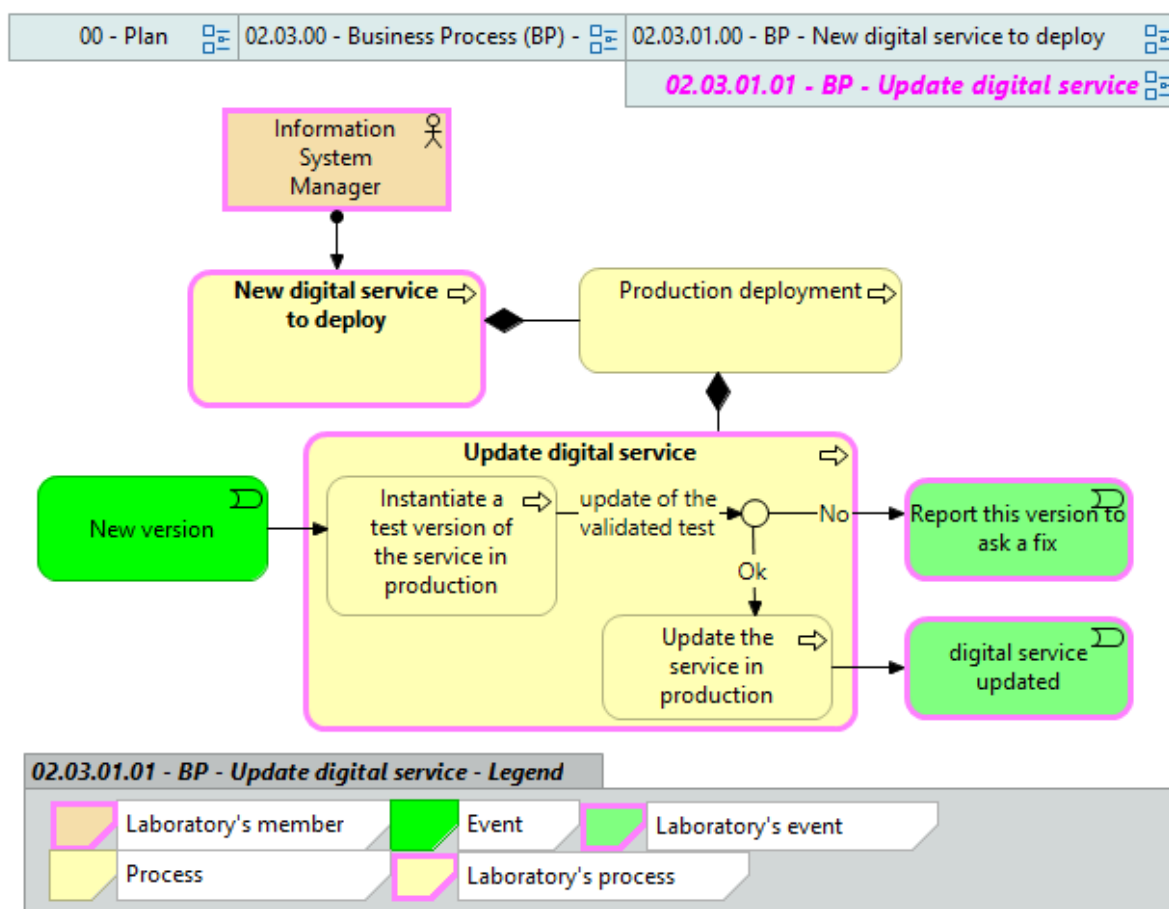 00 - Plan
02.03.00 - Business Process (BP) -
02.03.01.00 - BP - New digital service to deploy
02.03.01.01 - BP - Update digital service
Information
System
Manager
New digital service
to deploy
Production deployment
Update digital service
New version
Instantiate a
test version of
the service in
production
update of the
validated test
No
Report this version to
ask a fix
Ok
Update the
service in
production
digital service
updated
02.03.01.01 - BP - Update digital service - Legend
Laboratory's member
Event
Laboratory's event
Process
Laboratory's process